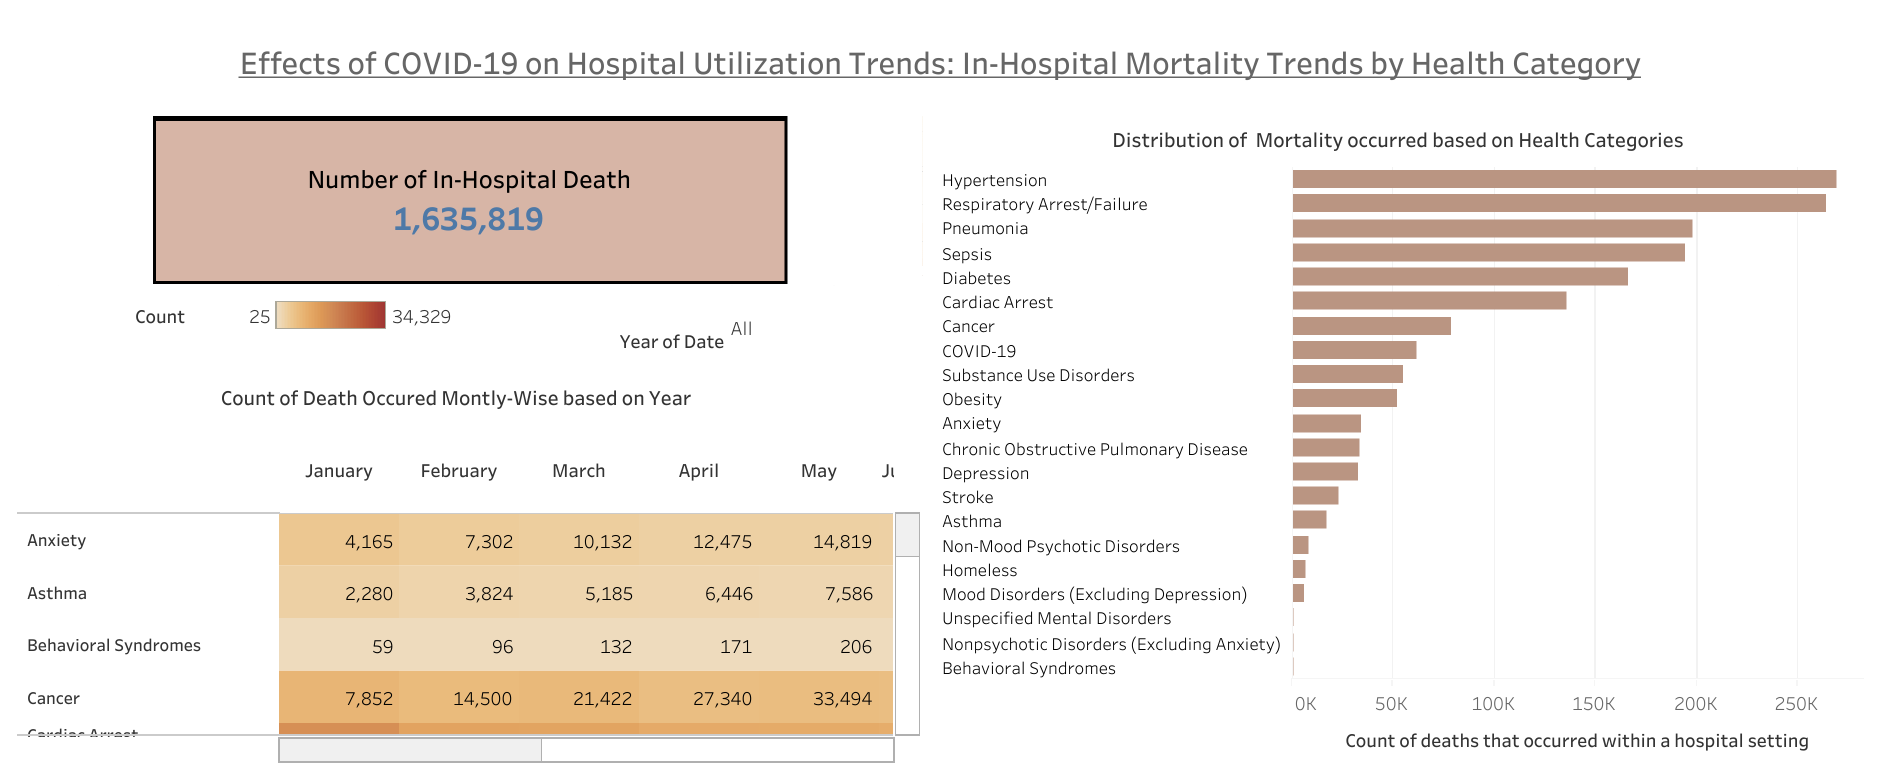 Effects of COVID-19 on Hospital Utilization Trends: In-Hospital Mortality Trends by Health Category
Number of In-Hospital Death
1,635,819
Count 25 34,329
Year of Date All
Count of Death Occured Montly-Wise based on Year
January February March April May Ju
Anxiety 4,165 7,302 10,132 12,475 14,819
Asthma 2,280 3,824 5,185 6,446 7,586
Behavioral Syndromes 59 96 132 171 206
Cancer 7,852 14,500 21,422 27,340 33,494
Cardiac Arrest
Distribution of Mortality occurred based on Health Categories
Hypertension
Respiratory Arrest/Failure
Pneumonia
Sepsis
Diabetes
Cardiac Arrest
Cancer
COVID-19
Substance Use Disorders
Obesity
Anxiety
Chronic Obstructive Pulmonary Disease
Depression
Stroke
Asthma
Non-Mood Psychotic Disorders
Homeless
Mood Disorders (Excluding Depression)
Unspecified Mental Disorders
Nonpsychotic Disorders (Excluding Anxiety)
Behavioral Syndromes
0K 50K 100K 150K 200K 250K
Count of deaths that occurred within a hospital setting